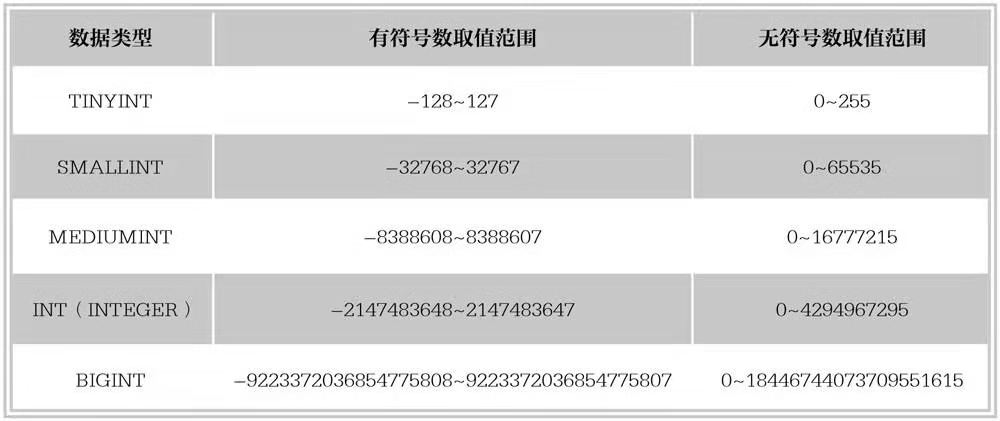 数据类型 有符号数取值范围 无符号数取值范围
TINYINT –128~127 0~255
SMALLINT –32768~32767 0~65535
MEDIUMINT –8388608~8388607 0~16777215
INT（INTEGER） –2147483648~2147483647 0~4294967295
BIGINT –9223372036854775808~9223372036854775807 0~18446744073709551615